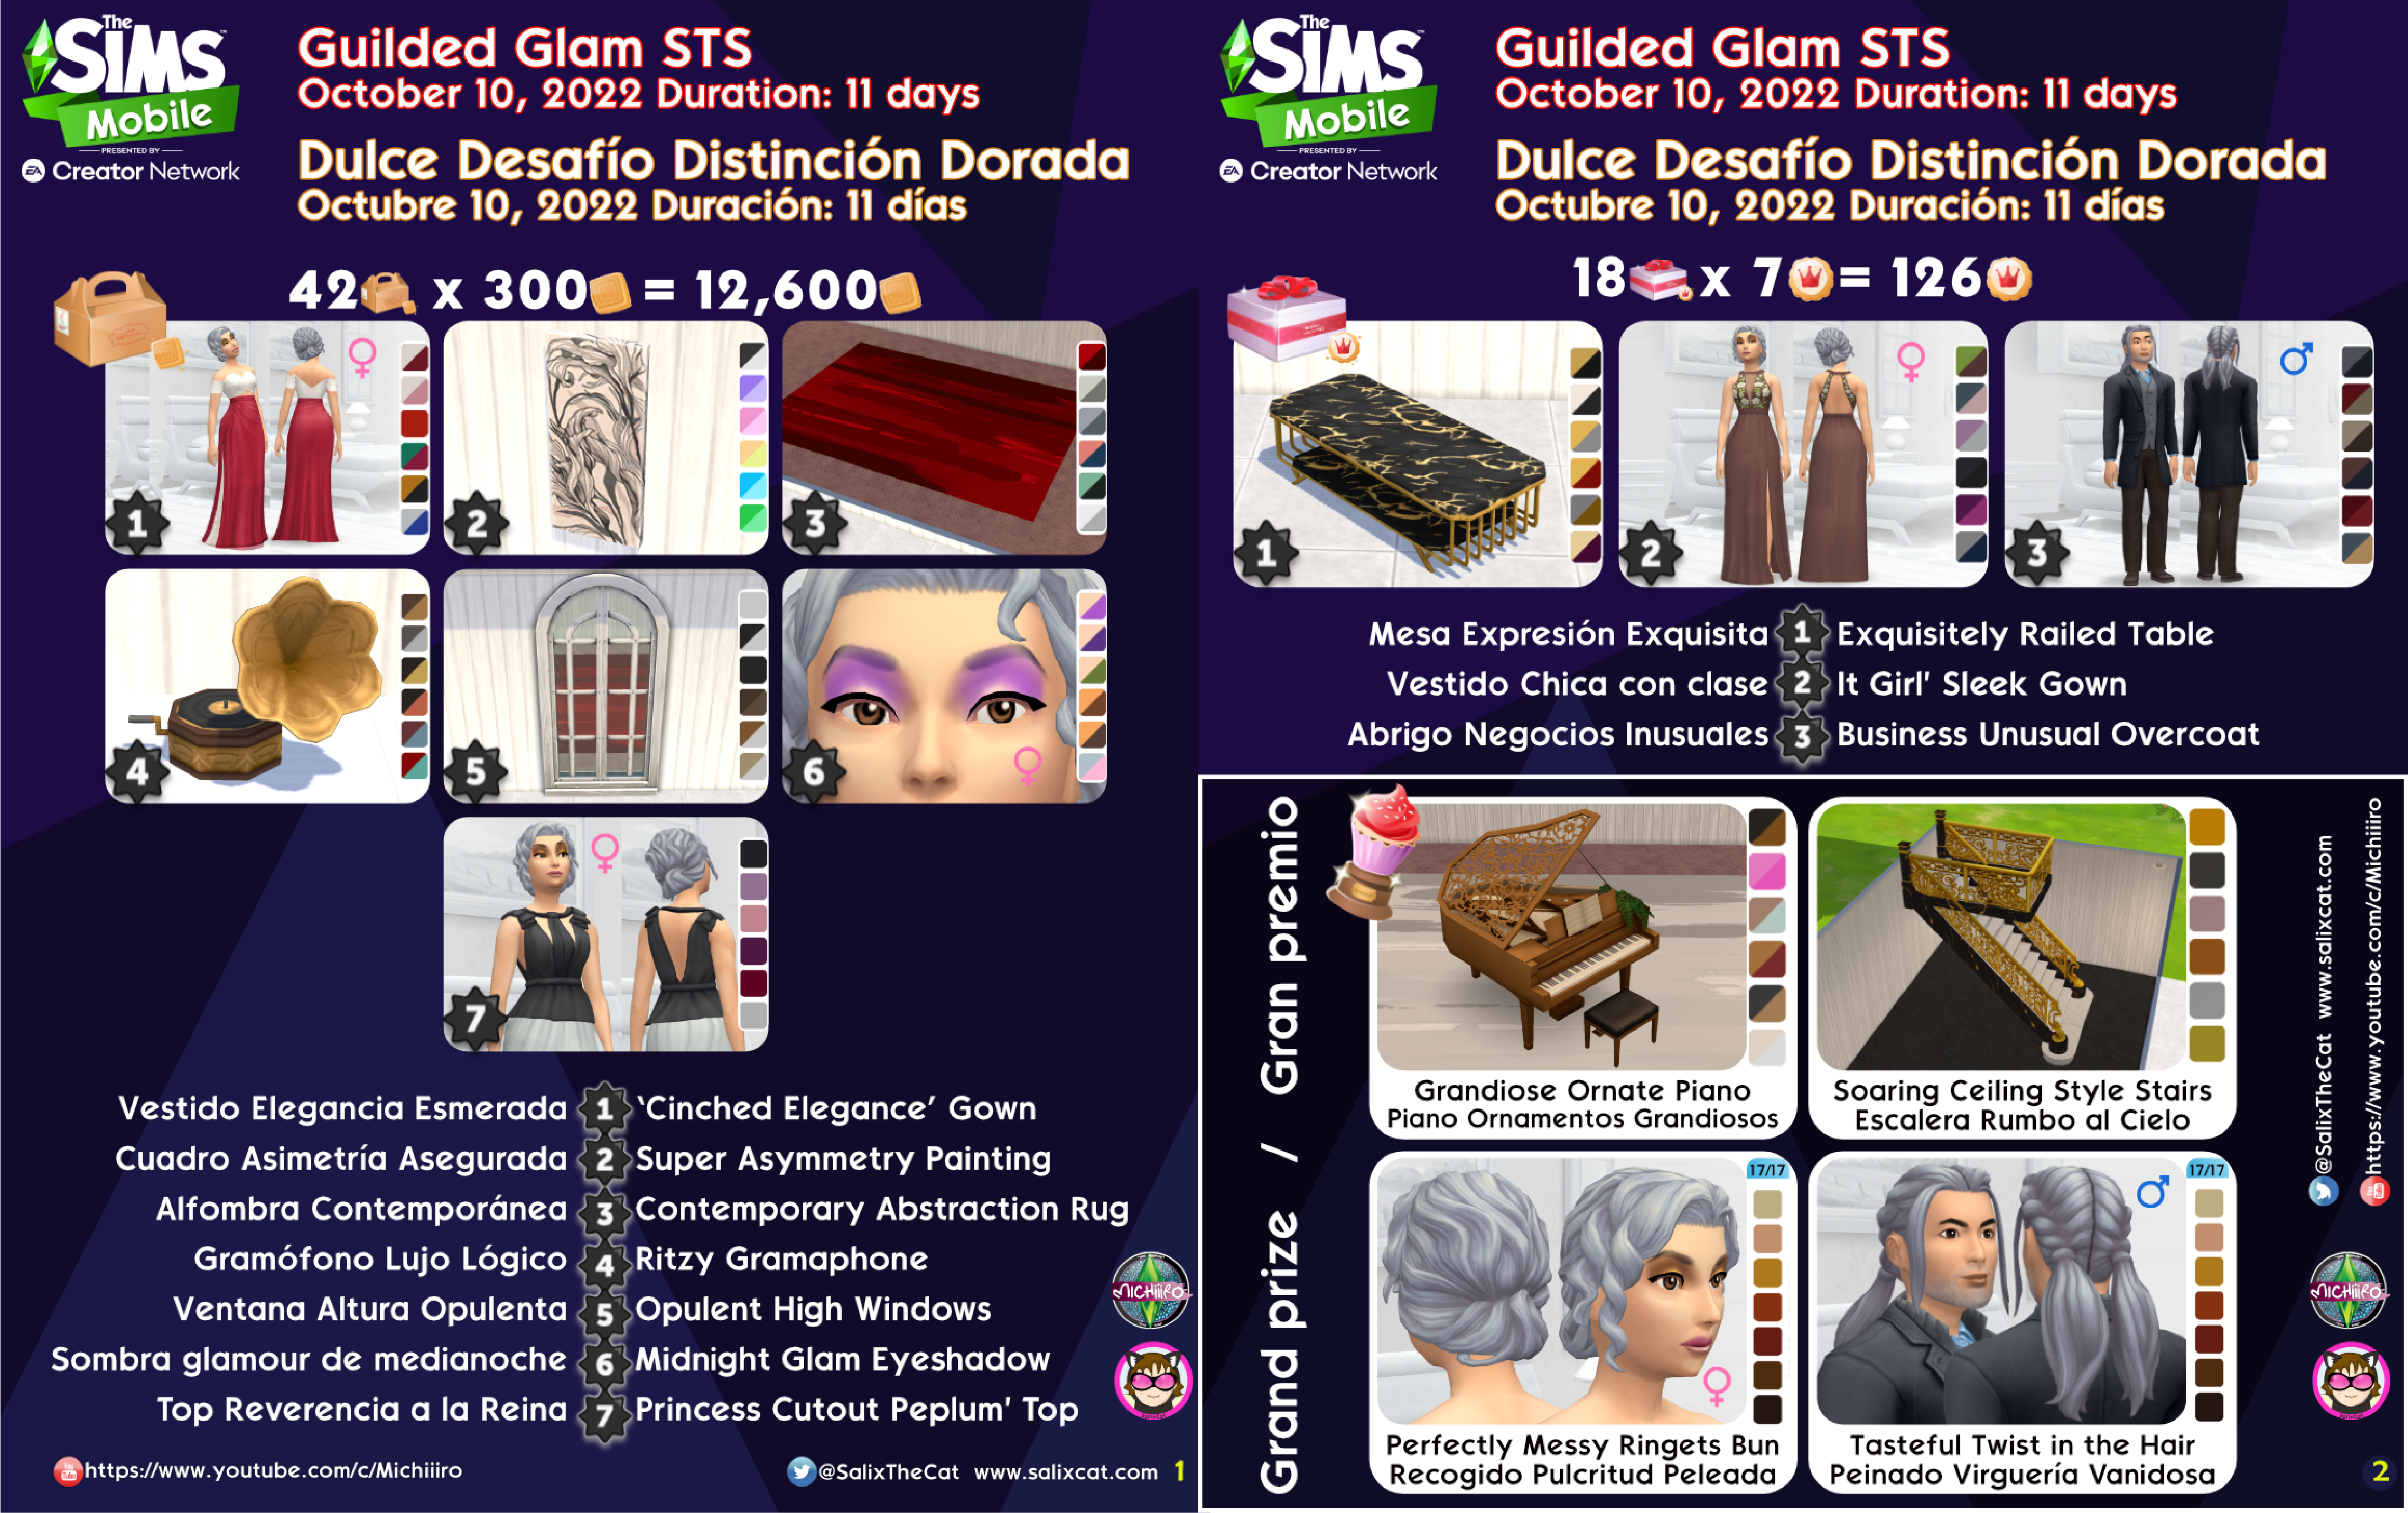 The
SiMS
Mobile
PRESENTED BY
EA Creator Network
Guilded Glam STS
October 10, 2022 Duration: 11 days
Dulce Desafío Distinción Dorada
Octubre 10, 2022 Duración: 11 días
42 x 300 = 12,600
1
2
3
4
5
6
7
Vestido Elegancia Esmerada 1 ‘Cinched Elegance’ Gown
Cuadro Asimetría Asegurada 2 Super Asymmetry Painting
Alfombra Contemporánea 3 Contemporary Abstraction Rug
Gramófono Lujo Lógico 4 Ritzy Gramaphone
Ventana Altura Opulenta 5 Opulent High Windows
Sombra glamour de medianoche 6 Midnight Glam Eyeshadow
Top Reverencia a la Reina 7 Princess Cutout Peplum' Top
MiCHiiiRo
https://www.youtube.com/c/Michiiiro
@SalixTheCat www.salixcat.com 1
The
SiMS
Mobile
PRESENTED BY
EA Creator Network
Guilded Glam STS
October 10, 2022 Duration: 11 days
Dulce Desafío Distinción Dorada
Octubre 10, 2022 Duración: 11 días
18 x 7 = 126
1
2
3
Mesa Expresión Exquisita 1 Exquisitely Railed Table
Vestido Chica con clase 2 It Girl' Sleek Gown
Abrigo Negocios Inusuales 3 Business Unusual Overcoat
Grand prize / Gran premio
Grandiose Ornate Piano
Piano Ornamentos Grandiosos
Soaring Ceiling Style Stairs
Escalera Rumbo al Cielo
17/17
Perfectly Messy Ringets Bun
Recogido Pulcritud Peleada
17/17
Tasteful Twist in the Hair
Peinado Virguería Vanidosa
@SalixTheCat www.salixcat.com
https://www.youtube.com/c/Michiiiro
MiCHiiiRo
2